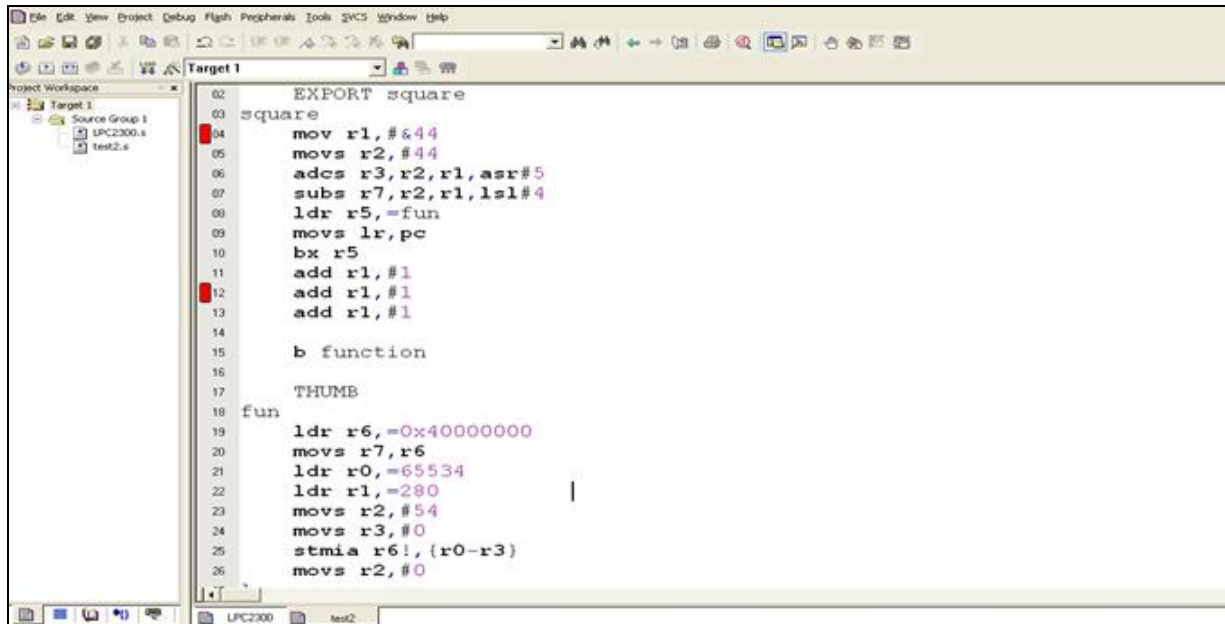 File Edit View Project Debug Flash Peripherals Tools SVCS Window Help
Target 1
Project Workspace
Target 1
Source Group 1
LPC2300.s
test2.s
02 EXPORT square
03 square
04 mov r1,#&44
05 movs r2,#44
06 adcs r3,r2,r1,asr#5
07 subs r7,r2,r1,lsl#4
08 ldr r5,=fun
09 movs lr,pc
10 bx r5
11 add r1,#1
12 add r1,#1
13 add r1,#1
14
15 b function
16
17 THUMB
18 fun
19 ldr r6,=0x40000000
20 movs r7,r6
21 ldr r0,=65534
22 ldr r1,=280
23 movs r2,#54
24 movs r3,#0
25 stmia r6!,{r0-r3}
26 movs r2,#0
LPC2300 test2